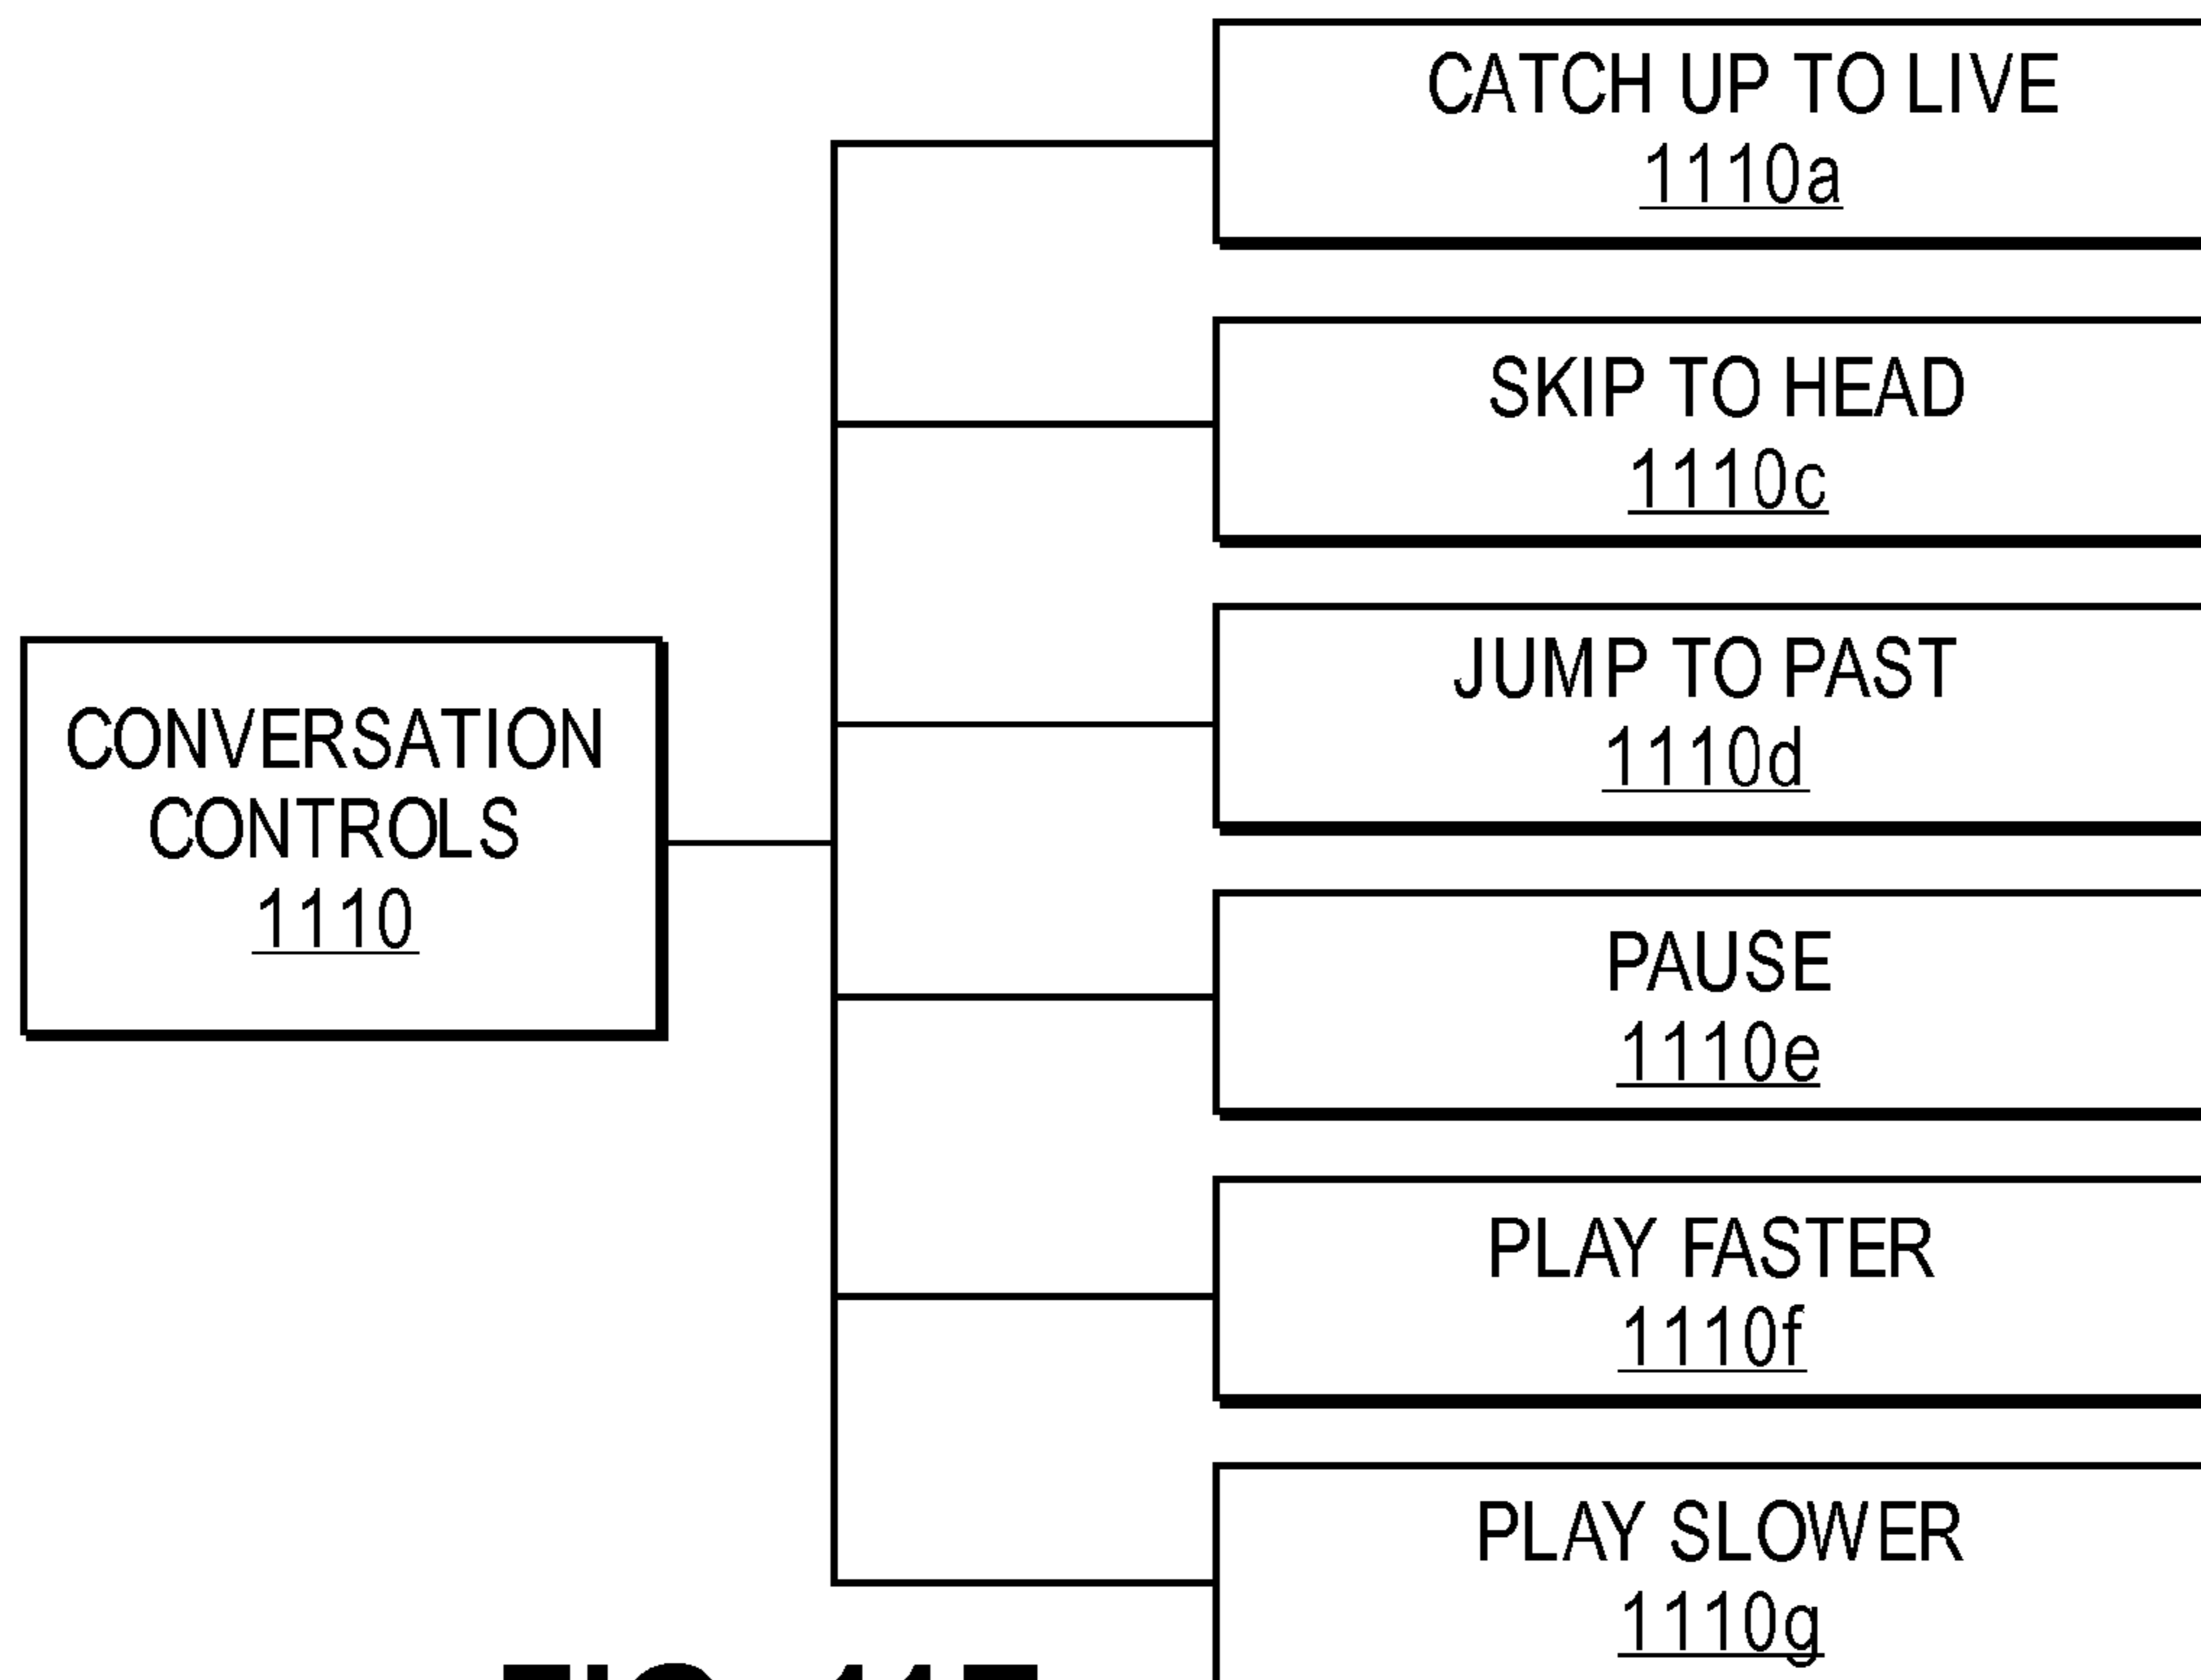 CATCH UP TO LIVE
1110a
SKIP TO HEAD
1110c
JUMP TO PAST
1110d
CONVERSATION
CONTROLS
1110
PAUSE
1110e
PLAY FASTER
1110f
PLAY SLOWER
1110g